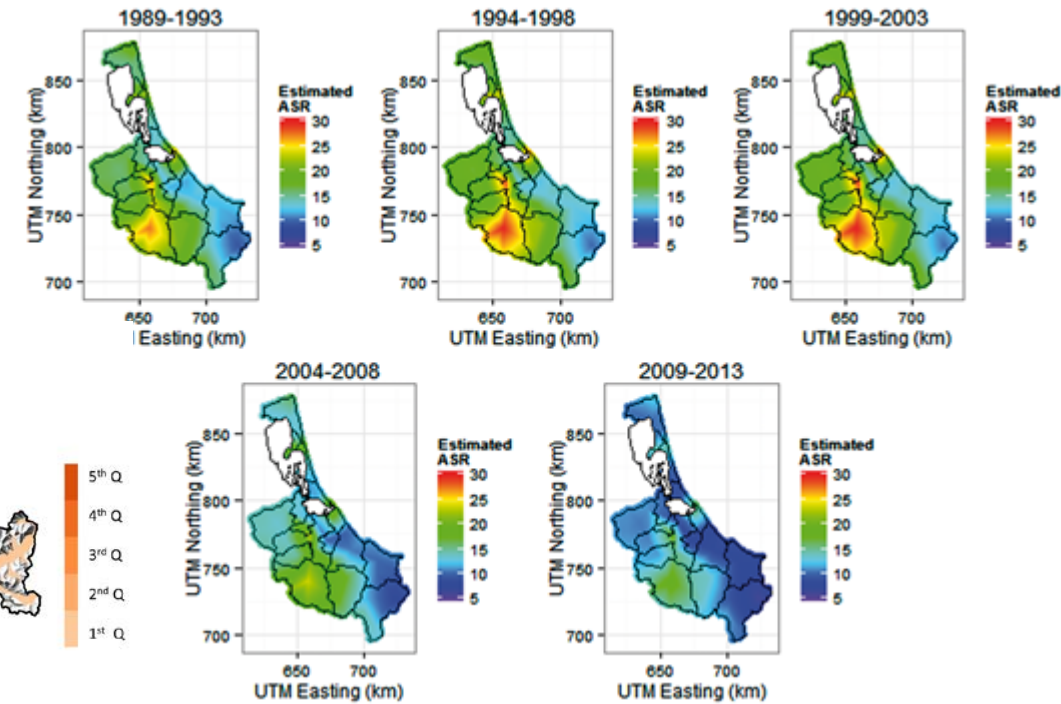 1989-1993
1994-1998
1999-2003
UTM Northing (km)
850
800
750
700
650
700
Easting (km)
Estimated
ASR
30
25
20
15
10
5
UTM Northing (km)
850
800
750
700
650
700
UTM Easting (km)
Estimated
ASR
30
25
20
15
10
5
UTM Northing (km)
850
800
750
700
650
700
UTM Easting (km)
Estimated
ASR
30
25
20
15
10
5
5th Q
4th Q
3rd Q
2nd Q
1st Q
2004-2008
2009-2013
UTM Northing (km)
850
800
750
700
650
700
UTM Easting (km)
Estimated
ASR
30
25
20
15
10
5
UTM Northing (km)
850
800
750
700
650
700
UTM Easting (km)
Estimated
ASR
30
25
20
15
10
5